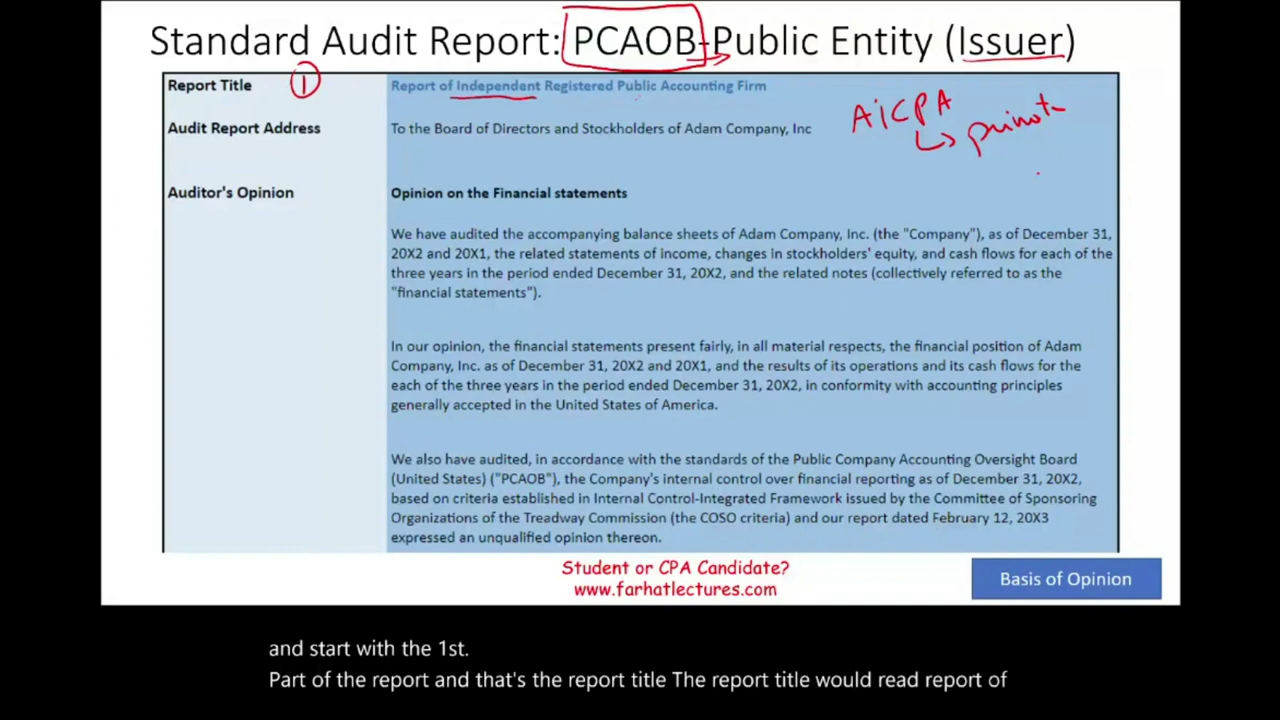 Standard Audit Report: PCAOB-Public Entity (Issuer)
Report Title
1
Report of Independent Registered Public Accounting Firm
AiCPA
private
Audit Report Address
To the Board of Directors and Stockholders of Adam Company, Inc
Auditor's Opinion
Opinion on the Financial statements
We have audited the accompanying balance sheets of Adam Company, Inc. (the "Company"), as of December 31,
20X2 and 20X1, the related statements of income, changes in stockholders' equity, and cash flows for each of the
three years in the period ended December 31, 20X2, and the related notes (collectively referred to as the
"financial statements").
In our opinion, the financial statements present fairly, in all material respects, the financial position of Adam
Company, Inc. as of December 31, 20X2 and 20X1, and the results of its operations and its cash flows for the
each of the three years in the period ended December 31, 20X2, in conformity with accounting principles
generally accepted in the United States of America.
We also have audited, in accordance with the standards of the Public Company Accounting Oversight Board
(United States) ("PCAOB"), the Company's internal control over financial reporting as of December 31, 20X2,
based on criteria established in Internal Control-Integrated Framework issued by the Committee of Sponsoring
Organizations of the Treadway Commission (the COSO criteria) and our report dated February 12, 20X3
expressed an unqualified opinion thereon.
Student or CPA Candidate?
www.farhatlectures.com
Basis of Opinion
and start with the 1st.
Part of the report and that's the report title The report title would read report of